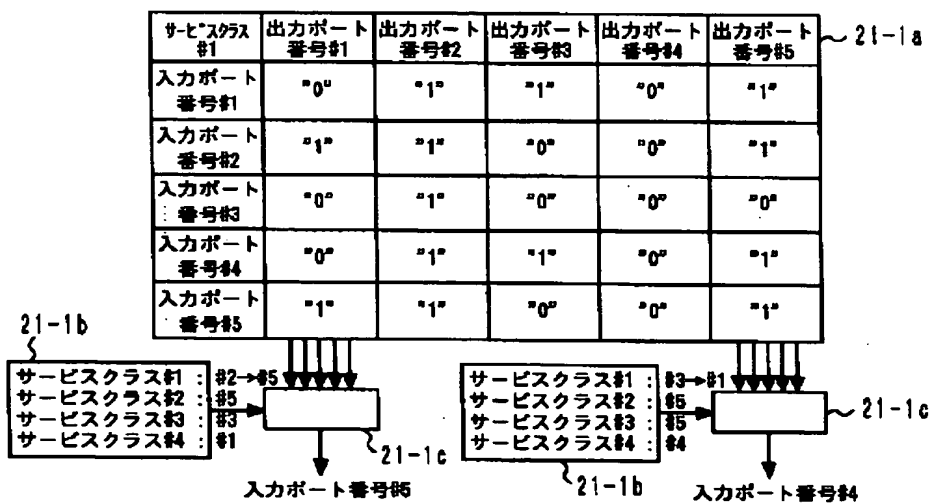 サービスクラス 出力ポート 出力ポート 出力ポート 出力ポート 出力ポート
#1 番号#1 番号#2 番号#3 番号#4 番号#5
21-1a
入力ポート
番号#1
"0" "1" "1" "0" "1"
入力ポート
番号#2
"1" "1" "0" "0" "1"
入力ポート
番号#3
"0" "1" "0" "0" "0"
入力ポート
番号#4
"0" "1" "1" "0" "1"
入力ポート
番号#5
"1" "1" "0" "0" "1"
21-1b
サービスクラス#1 : #2→#5
サービスクラス#2 : #5
サービスクラス#3 : #3
サービスクラス#4 : #1
21-1c
入力ポート番号#5
サービスクラス#1 : #3→#1
サービスクラス#2 : #5
サービスクラス#3 : #5
サービスクラス#4 : #4
21-1c
21-1b
入力ポート番号#4